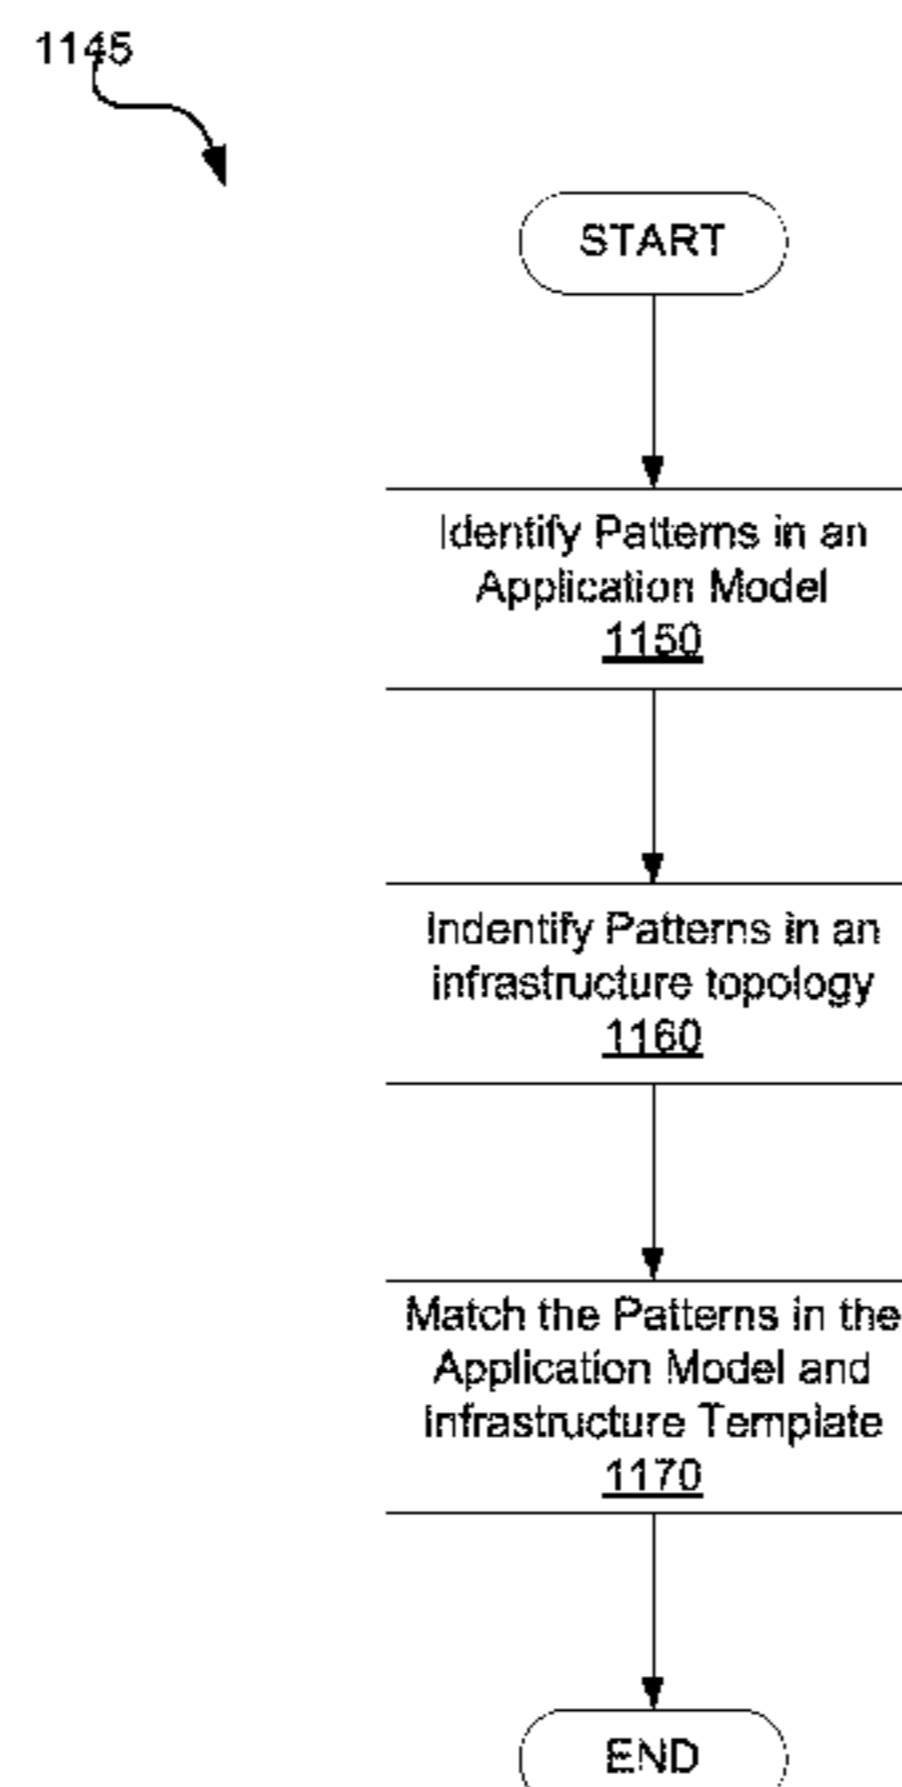 1145
START
Identify Patterns in an
Application Model
1150
Indentify Patterns in an
infrastructure topology
1160
Match the Patterns in the
Application Model and
Infrastructure Template
1170
END